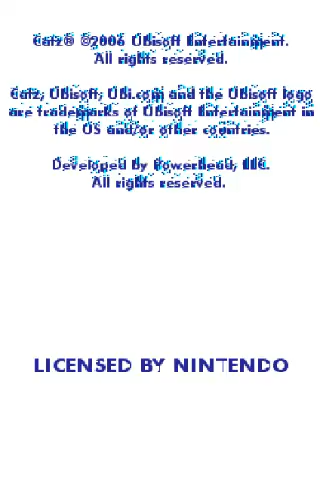 Catz® ©2006 Ubisoft Entertainment.
All rights reserved.
Catz, Ubisoft, Ubi.com and the Ubisoft logo
are trademarks of Ubisoft Entertainment in
the US and/or other countries.
Developed by Powerhead, LLC.
All rights reserved.
LICENSED BY NINTENDO